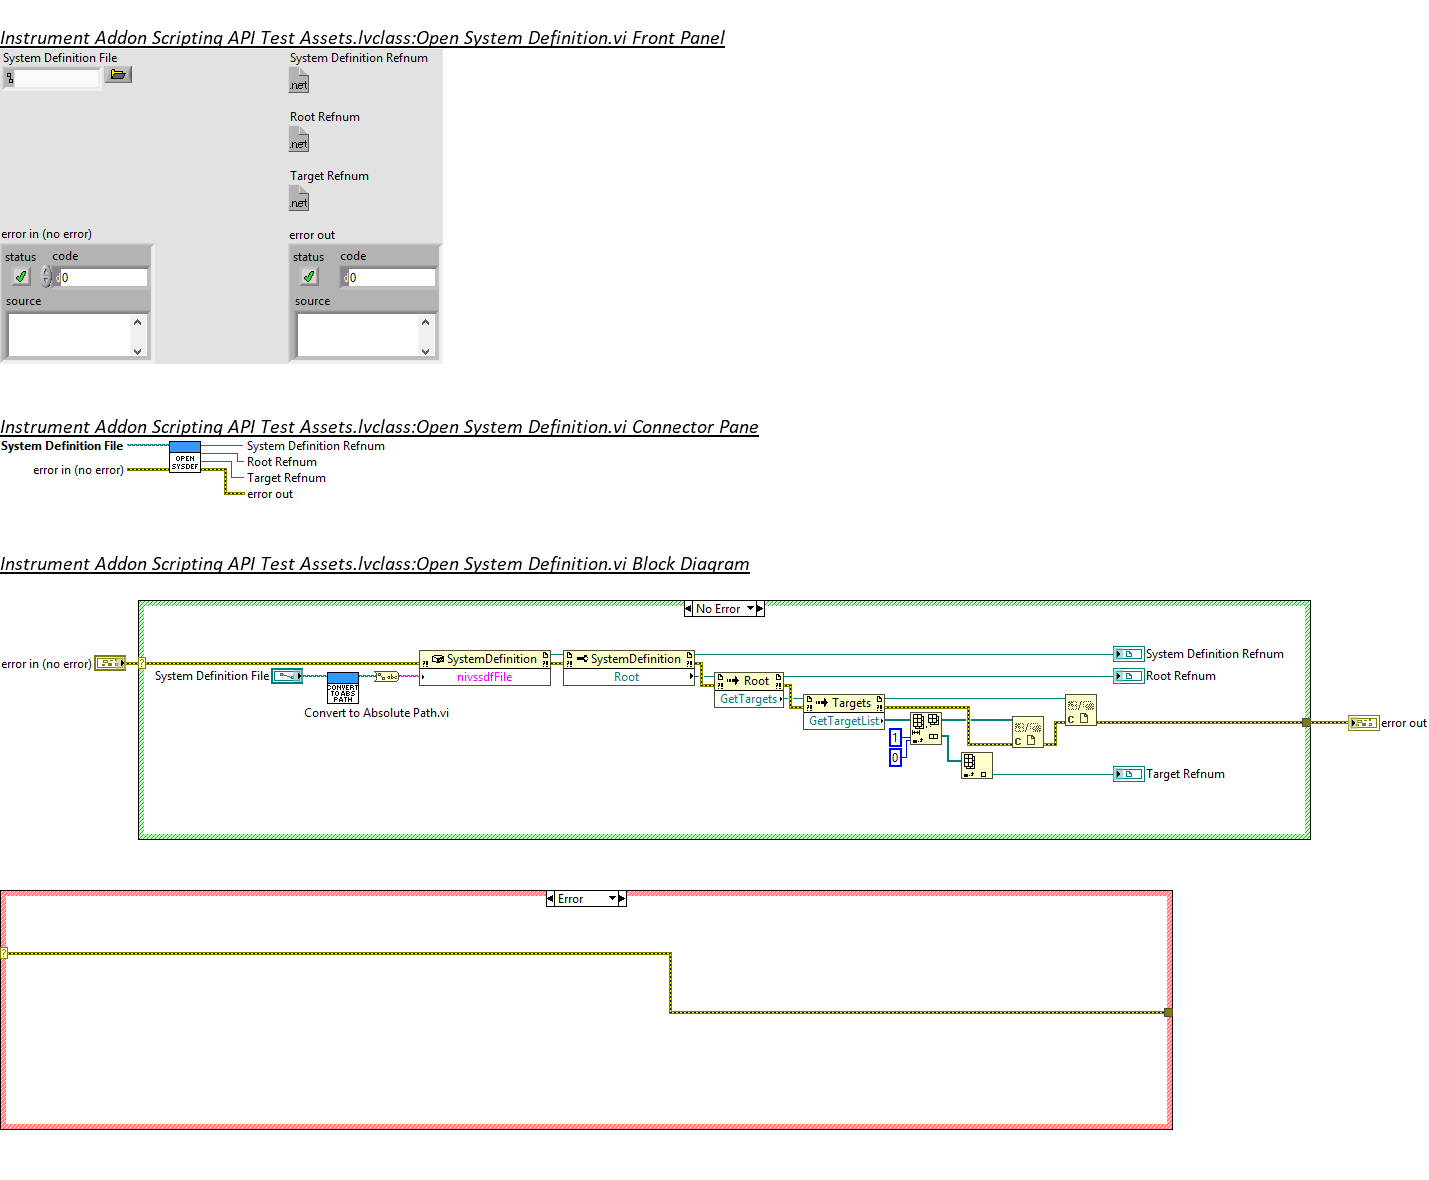 Instrument Addon Scripting API Test Assets.lvclass:Open System Definition.vi Front Panel
System Definition File
System Definition Refnum
.net
Root Refnum
.net
Target Refnum
.net
error in (no error)
error out
status code
status code
d 0
d 0
source
source
Instrument Addon Scripting API Test Assets.lvclass:Open System Definition.vi Connector Pane
System Definition File
System Definition Refnum
OPEN
SYSDEF
Root Refnum
error in (no error)
Target Refnum
error out
Instrument Addon Scripting API Test Assets.lvclass:Open System Definition.vi Block Diagram
No Error
error in (no error)
?
SystemDefinition
SystemDefinition
System Definition Refnum
System Definition File
CONVERT
TO ABS
PATH
abc
nivssdfFile
Root
Root Refnum
Root
GetTargets
Targets
GetTargetList
C
C
Convert to Absolute Path.vi
error out
1
0
Target Refnum
Error
?